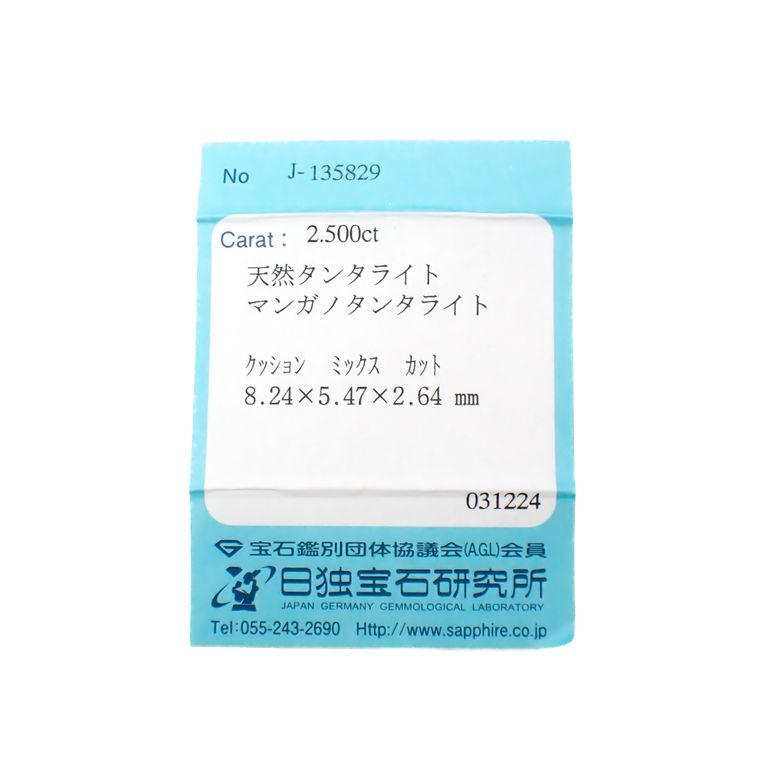 No J-135829
Carat : 2.500ct
天然タンタライト
マンガノタンタライト
クッション ミックス カット
8.24×5.47×2.64 mm
031224
宝石鑑別団体協議会(AGL)会員
日独宝石研究所
JAPAN GERMANY GEMMOLOGICAL LABORATORY
Tel:055-243-2690 Http://www.sapphire.co.jp